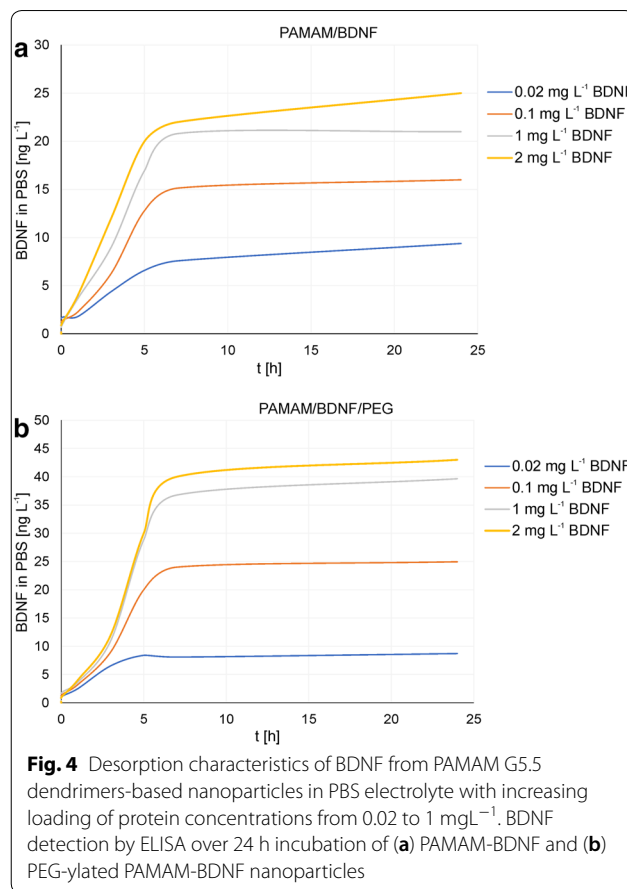 a
PAMAM/BDNF
BDNF in PBS [ng L⁻¹]
30
25
20
15
10
5
0
0 5 10 15 20 25
t [h]
0.02 mg L⁻¹ BDNF
0.1 mg L⁻¹ BDNF
1 mg L⁻¹ BDNF
2 mg L⁻¹ BDNF
b
PAMAM/BDNF/PEG
BDNF in PBS [ng L⁻¹]
50
45
40
35
30
25
20
15
10
5
0
0 5 10 15 20 25
t [h]
0.02 mg L⁻¹ BDNF
0.1 mg L⁻¹ BDNF
1 mg L⁻¹ BDNF
2 mg L⁻¹ BDNF
Fig. 4 Desorption characteristics of BDNF from PAMAM G5.5
dendrimers-based nanoparticles in PBS electrolyte with increasing
loading of protein concentrations from 0.02 to 1 mgL⁻¹. BDNF
detection by ELISA over 24 h incubation of (a) PAMAM-BDNF and (b)
PEG-ylated PAMAM-BDNF nanoparticles